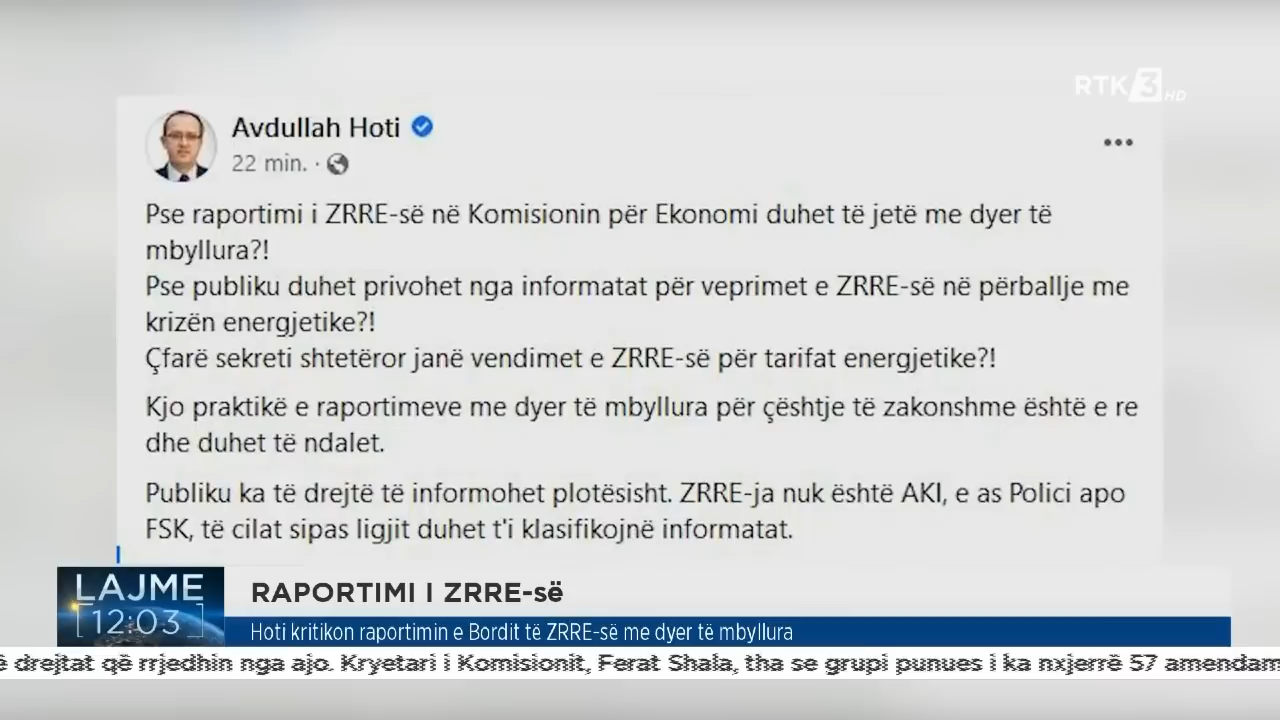 RTK 3 HD
Avdullah Hoti
22 min. ·
Pse raportimi i ZRRE-së në Komisionin për Ekonomi duhet të jetë me dyer të
mbyllura?!
Pse publiku duhet privohet nga informatat për veprimet e ZRRE-së në përballje me
krizën energjetike?!
Çfarë sekreti shtetëror janë vendimet e ZRRE-së për tarifat energjetike?!
Kjo praktikë e raportimeve me dyer të mbyllura për çështje të zakonshme është e re
dhe duhet të ndalet.
Publiku ka të drejtë të informohet plotësisht. ZRRE-ja nuk është AKI, e as Polici apo
FSK, të cilat sipas ligjit duhet t'i klasifikojnë informatat.
LAJME
12:03
RAPORTIMI I ZRRE-së
Hoti kritikon raportimin e Bordit të ZRRE-së me dyer të mbyllura
ë drejtat që rrjedhin nga ajo. Kryetari i Komisionit, Ferat Shala, tha se grupi punues i ka nxjerrë 57 amendam